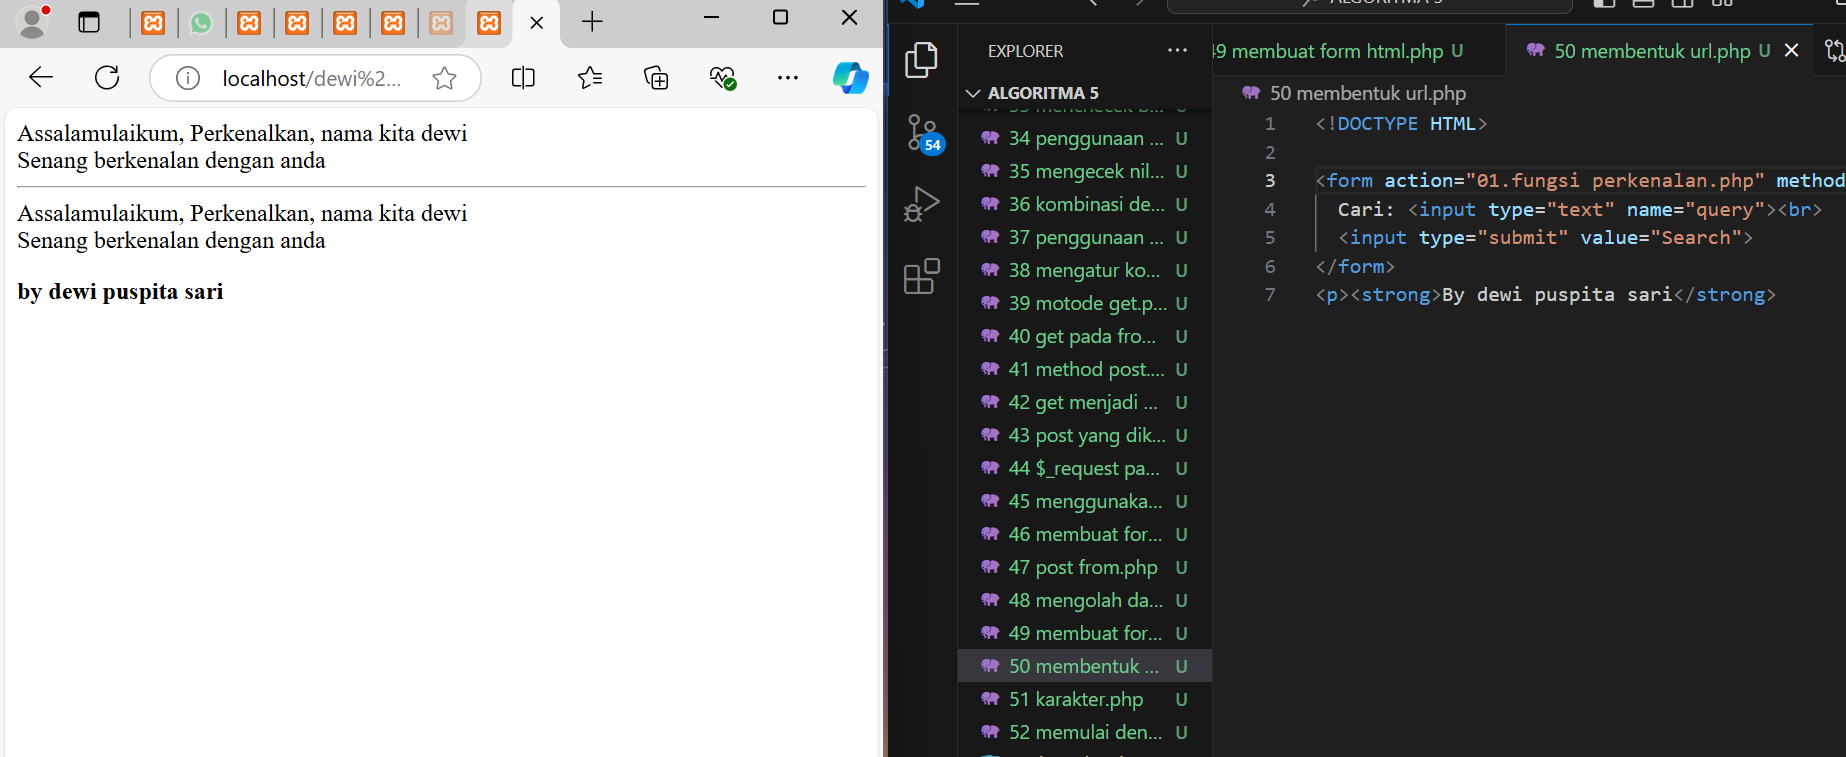 localhost/dewi%2...
Assalamulaikum, Perkenalkan, nama kita dewi
Senang berkenalan dengan anda
Assalamulaikum, Perkenalkan, nama kita dewi
Senang berkenalan dengan anda
by dewi puspita sari
ALGORITMA 5
54
EXPLORER
ALGORITMA 5
34 penggunaan ... U
35 mengecek nil... U
36 kombinasi de... U
37 penggunaan ... U
38 mengatur ko... U
39 motode get.p... U
40 get pada fro... U
41 method post.... U
42 get menjadi ... U
43 post yang dik... U
44 $_request pa... U
45 menggunaka... U
46 membuat for... U
47 post from.php U
48 mengolah da... U
49 membuat for... U
50 membentuk ... U
51 karakter.php U
52 memulai den... U
49 membuat form html.php U
50 membentuk url.php U
50 membentuk url.php
1 <!DOCTYPE HTML>
2
3 <form action="01.fungsi perkenalan.php" method
4 Cari: <input type="text" name="query"><br>
5 <input type="submit" value="Search">
6 </form>
7 <p><strong>By dewi puspita sari</strong>